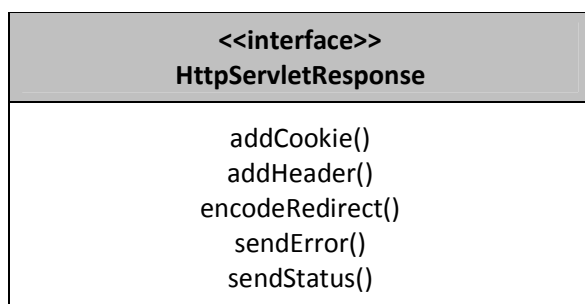 <<interface>>
HttpServletResponse
addCookie()
addHeader()
encodeRedirect()
sendError()
sendStatus()